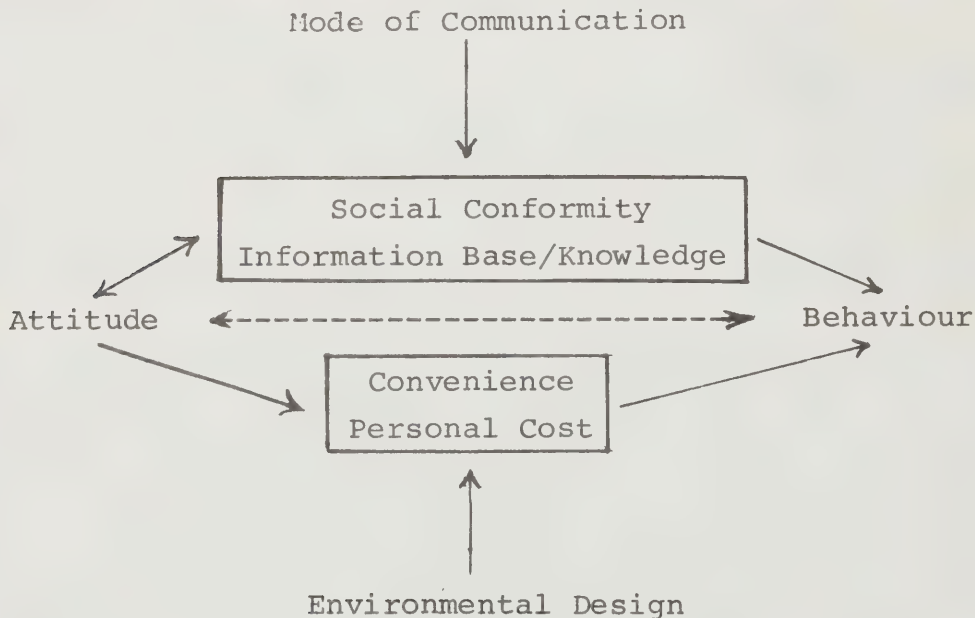 Mode of Communication
Social Conformity
Information Base/Knowledge
Attitude
Behaviour
Convenience
Personal Cost
Environmental Design